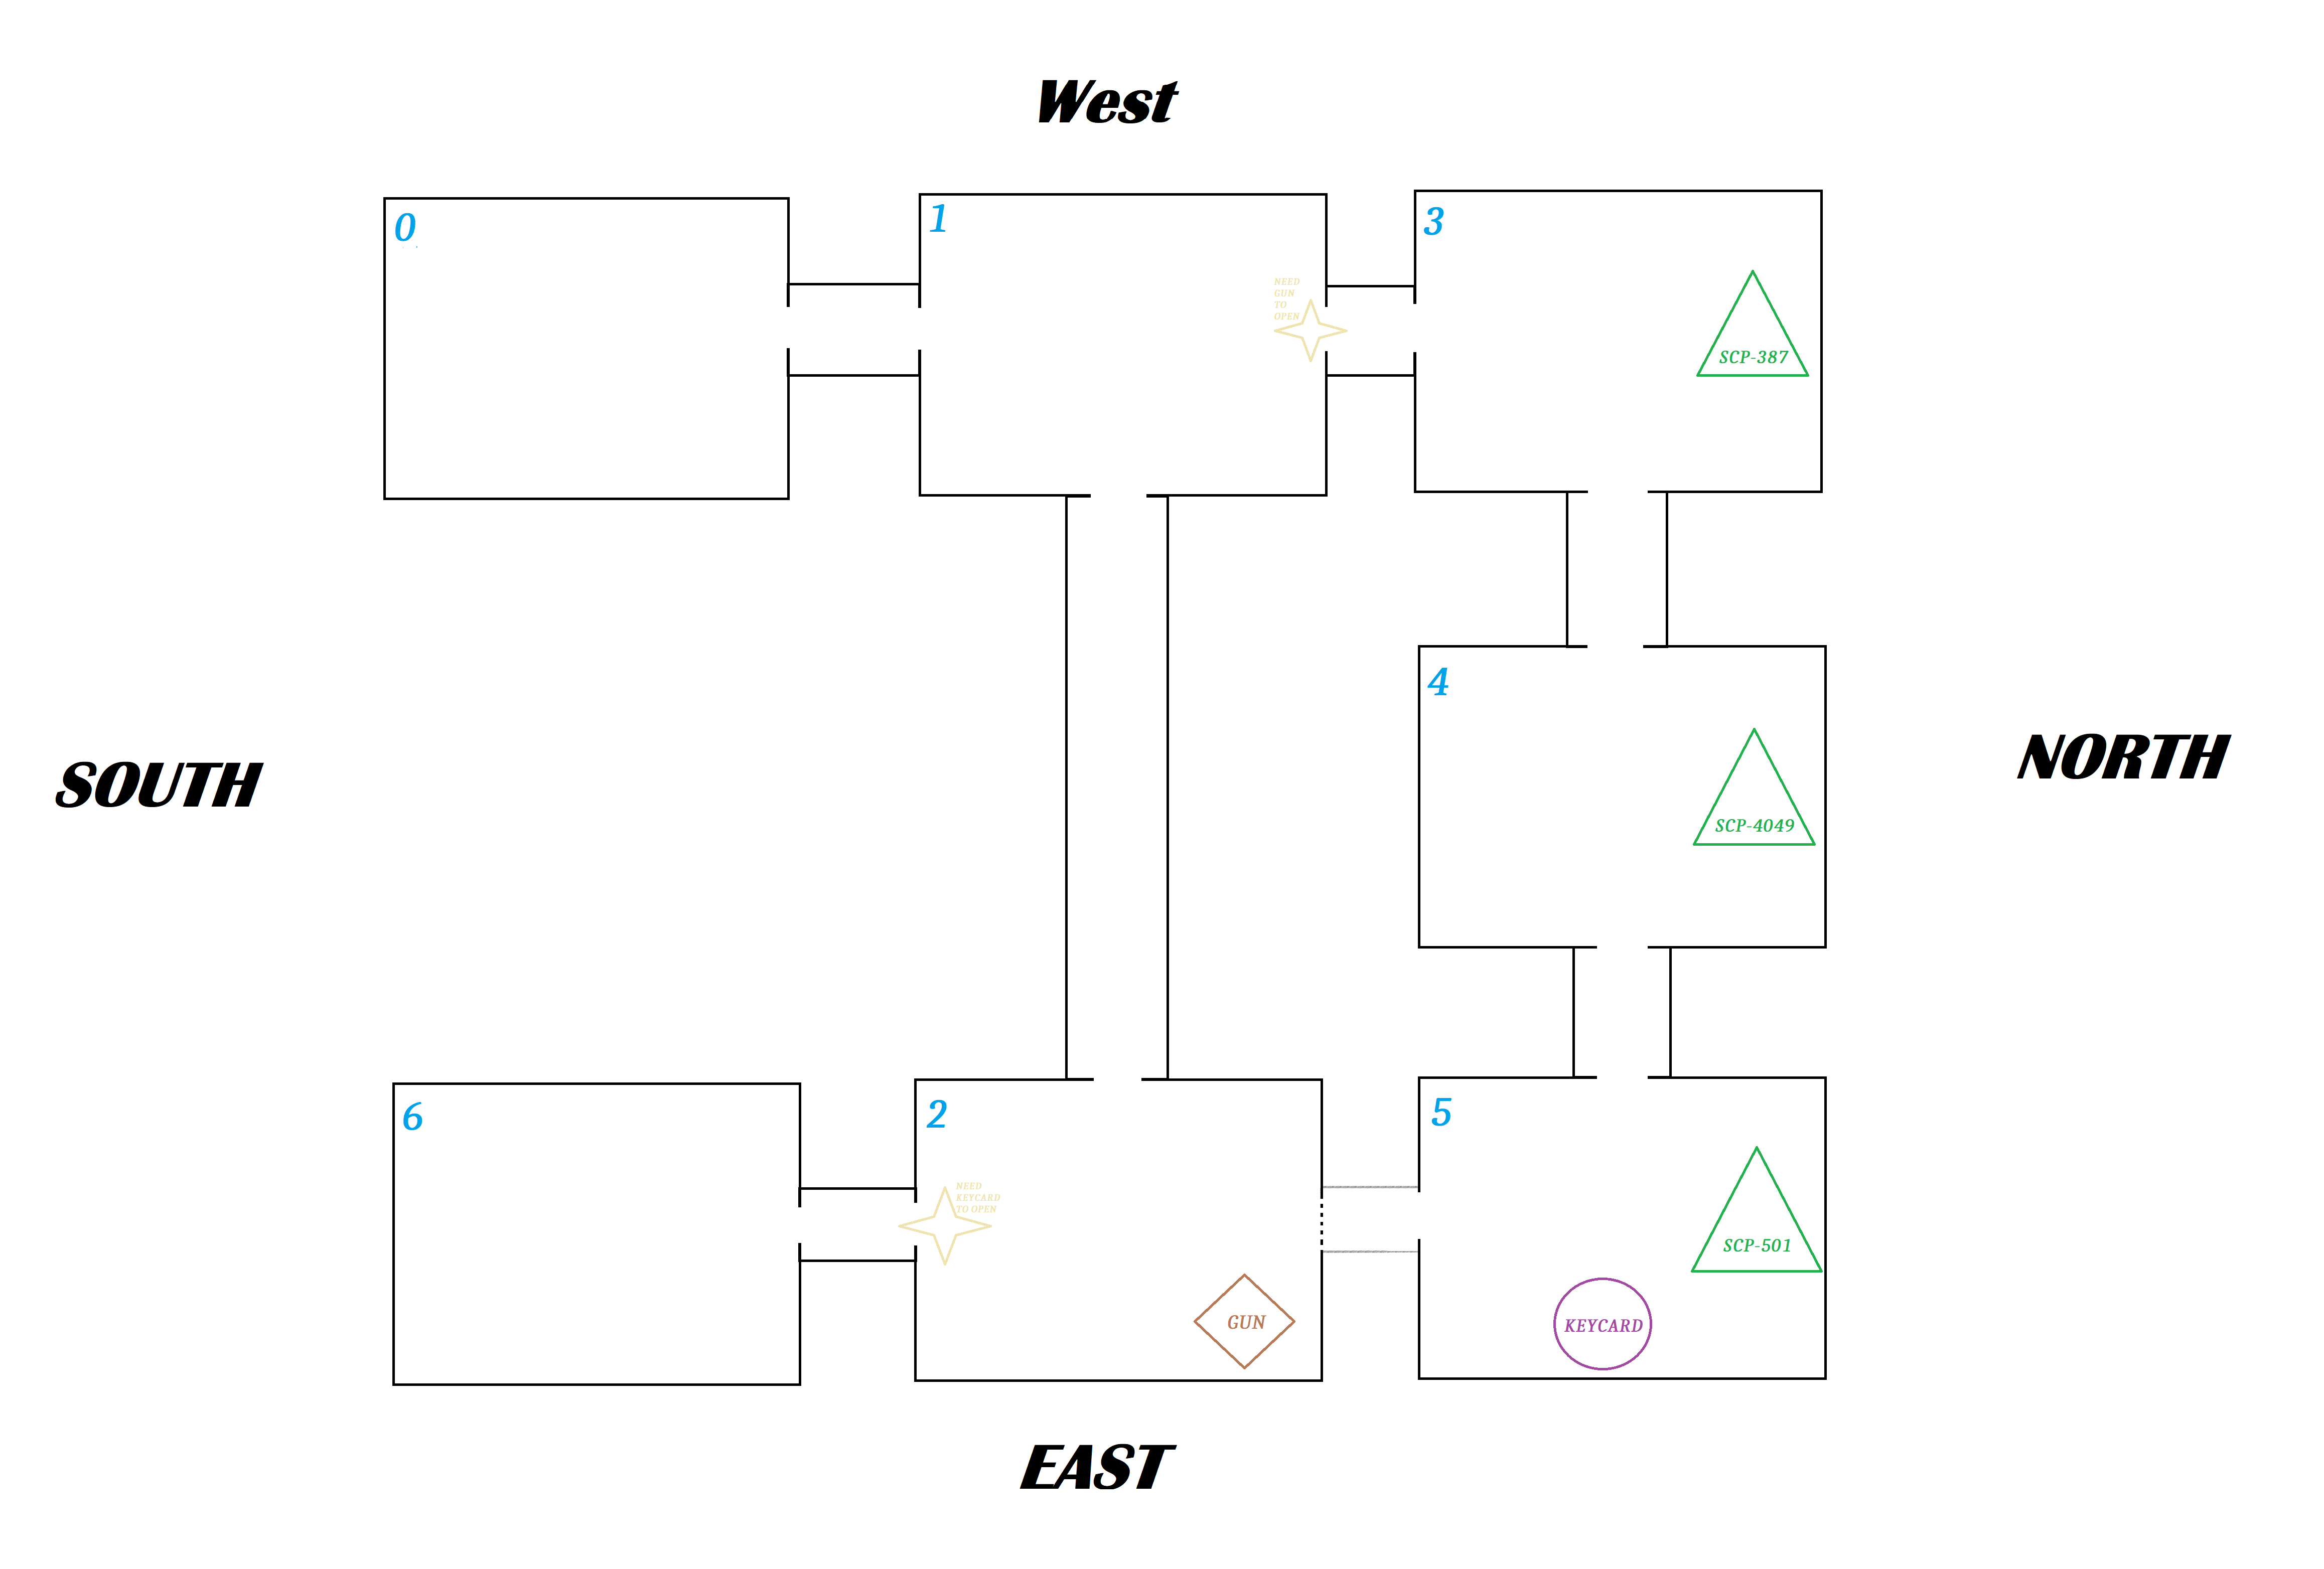 West
0
1
3
NEED
GUN
TO
OPEN
SCP-387
4
SOUTH
NORTH
SCP-4049
6
2
5
NEED
KEYCARD
TO OPEN
SCP-501
GUN
KEYCARD
EAST